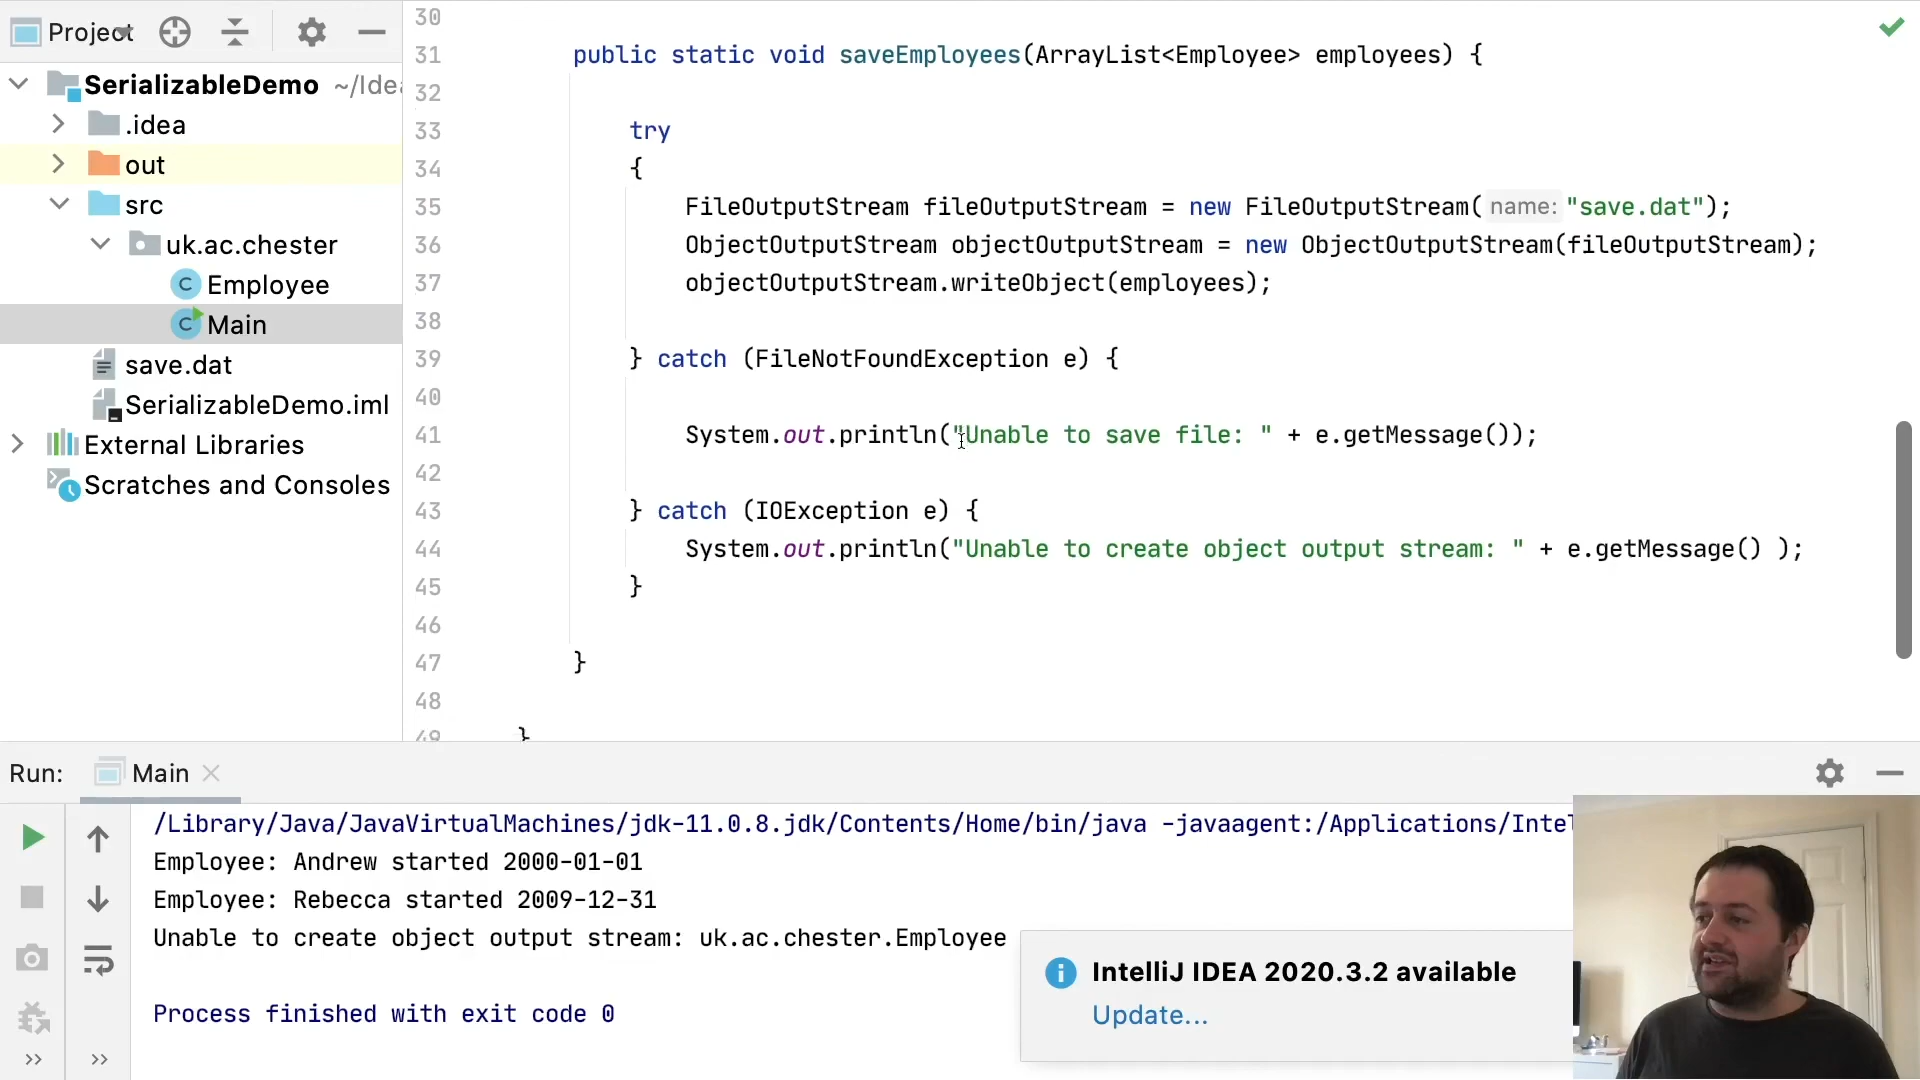 Project
SerializableDemo ~/Idea
.idea
out
src
uk.ac.chester
Employee
Main
save.dat
SerializableDemo.iml
External Libraries
Scratches and Consoles
30
31 public static void saveEmployees(ArrayList<Employee> employees) {
32
33 try
34 {
35 FileOutputStream fileOutputStream = new FileOutputStream( name: "save.dat");
36 ObjectOutputStream objectOutputStream = new ObjectOutputStream(fileOutputStream);
37 objectOutputStream.writeObject(employees);
38
39 } catch (FileNotFoundException e) {
40
41 System.out.println("Unable to save file: " + e.getMessage());
42
43 } catch (IOException e) {
44 System.out.println("Unable to create object output stream: " + e.getMessage() );
45 }
46
47 }
48
49 }
Run: Main
/Library/Java/JavaVirtualMachines/jdk-11.0.8.jdk/Contents/Home/bin/java -javaagent:/Applications/Intel
Employee: Andrew started 2000-01-01
Employee: Rebecca started 2009-12-31
Unable to create object output stream: uk.ac.chester.Employee
Process finished with exit code 0
IntelliJ IDEA 2020.3.2 available
Update...